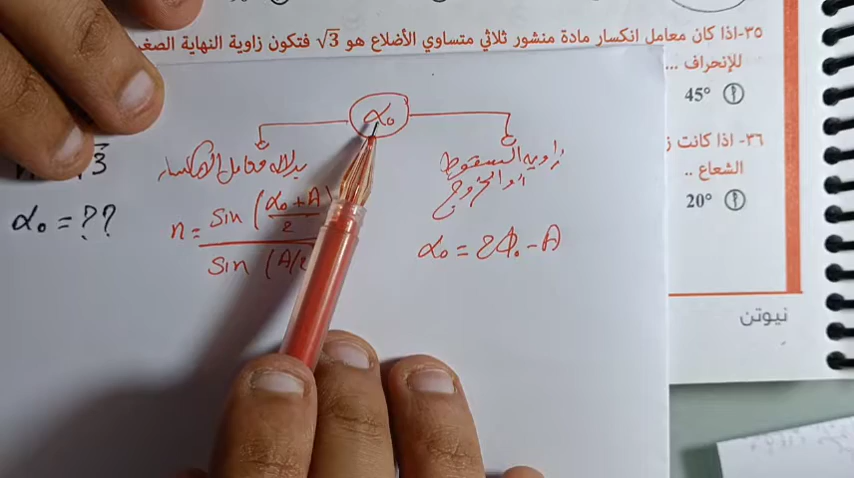 ٣٥-اذا كان معامل انكسار مادة منشور ثلاثي متساوي الأضلاع هو √3 فتكون زاوية النهاية
للإنحراف ...
45° أ
٣٦- اذا كانت
الشعاع ..
20° أ
نيوتن
α₀
بدلالة معامل الانكسار
زاوية السقوط
أو الخروج
√3
α₀ = ??
n = sin (α₀ + A / 2) / sin (A/2
α₀ = 2Φ₀ - A